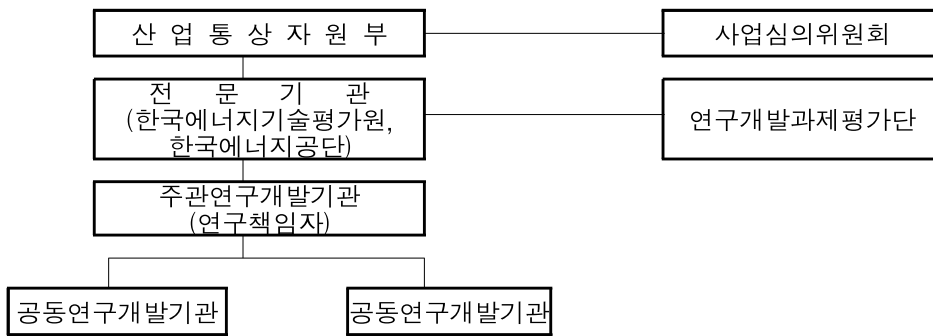 산 업 통 상 자 원 부
사업심의위원회
전 문 기 관
(한국에너지기술평가원,
한국에너지공단)
연구개발과제평가단
주관연구개발기관
(연구책임자)
공동연구개발기관
공동연구개발기관